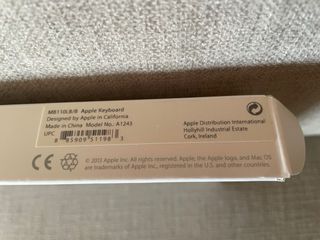 MB110LB/B Apple Keyboard
Designed by Apple in California
Made in China Model No.: A1243
UPC
8 85909 51198 3
Apple Distribution International
Hollyhill Industrial Estate
Cork, Ireland
CE
© 2013 Apple Inc. All rights reserved. Apple, the Apple logo, and Mac OS
are trademarks of Apple Inc., registered in the U.S. and other countries.